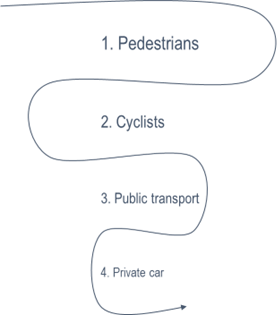 1. Pedestrians
2. Cyclists
3. Public transport
4. Private car